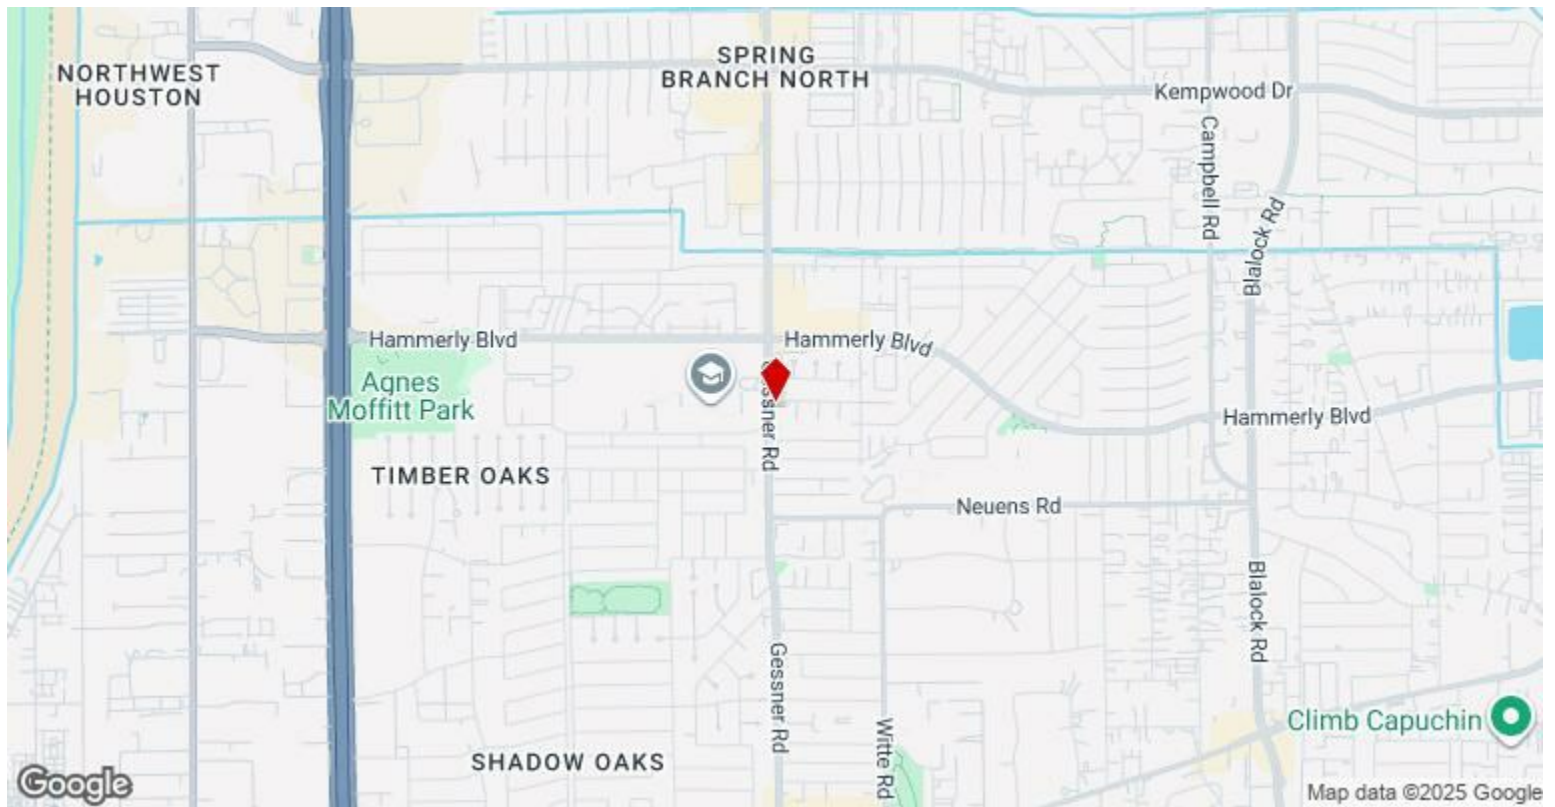 SPRING
BRANCH NORTH
NORTHWEST
HOUSTON
Kempwood Dr
Campbell Rd
Blalock Rd
Hammerly Blvd
Hammerly Blvd
Agnes
Moffitt Park
Gessner Rd
Hammerly Blvd
TIMBER OAKS
Neuens Rd
Blalock Rd
Gessner Rd
Witte Rd
Climb Capuchin
SHADOW OAKS
Google
Map data ©2025 Google